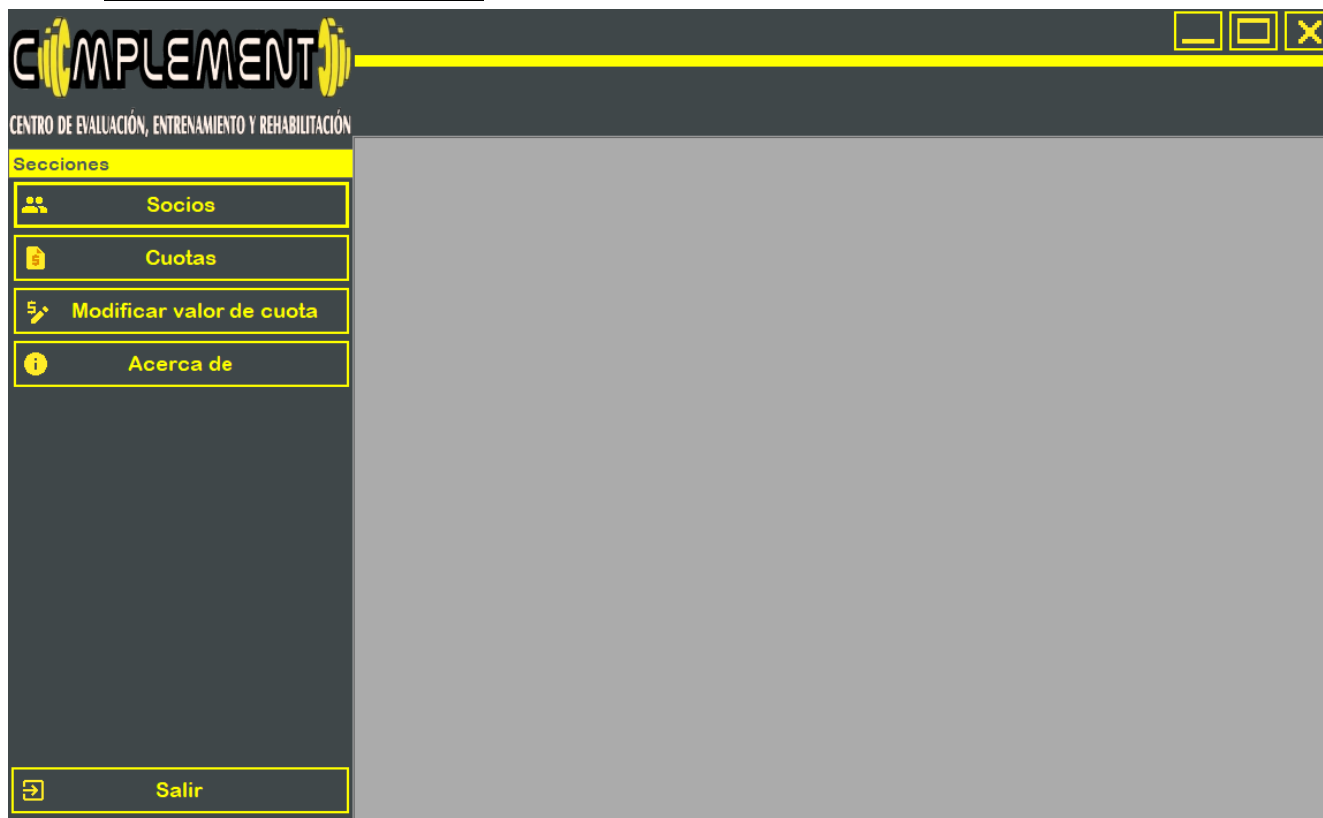 COMPLEMENTO
CENTRO DE EVALUACIÓN, ENTRENAMIENTO Y REHABILITACIÓN
Secciones
Socios
Cuotas
Modificar valor de cuota
Acerca de
Salir